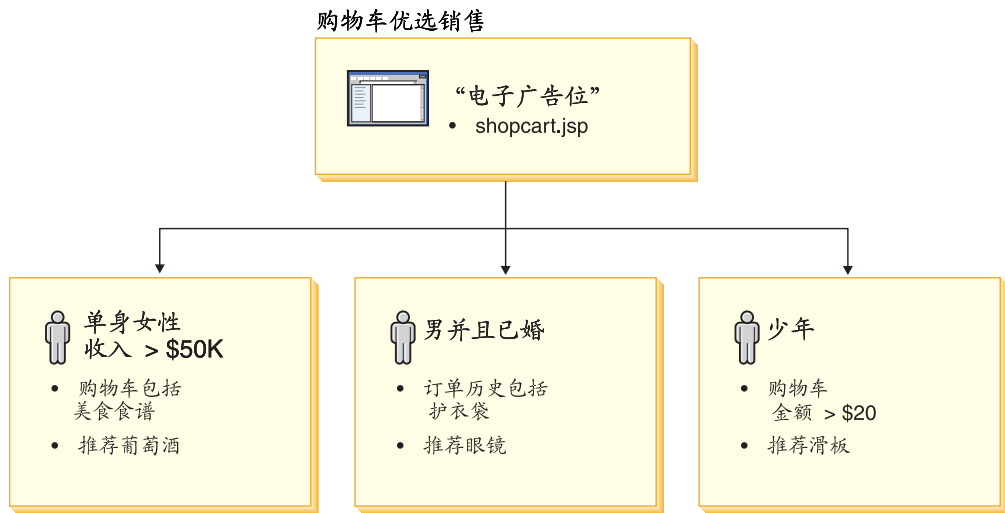 购物车优选销售
“电子广告位”
• shopcart.jsp
单身女性
收入 > $50K
• 购物车包括
美食食谱
• 推荐葡萄酒
男并且已婚
• 订单历史包括
护衣袋
• 推荐眼镜
少年
• 购物车
金额 > $20
• 推荐滑板